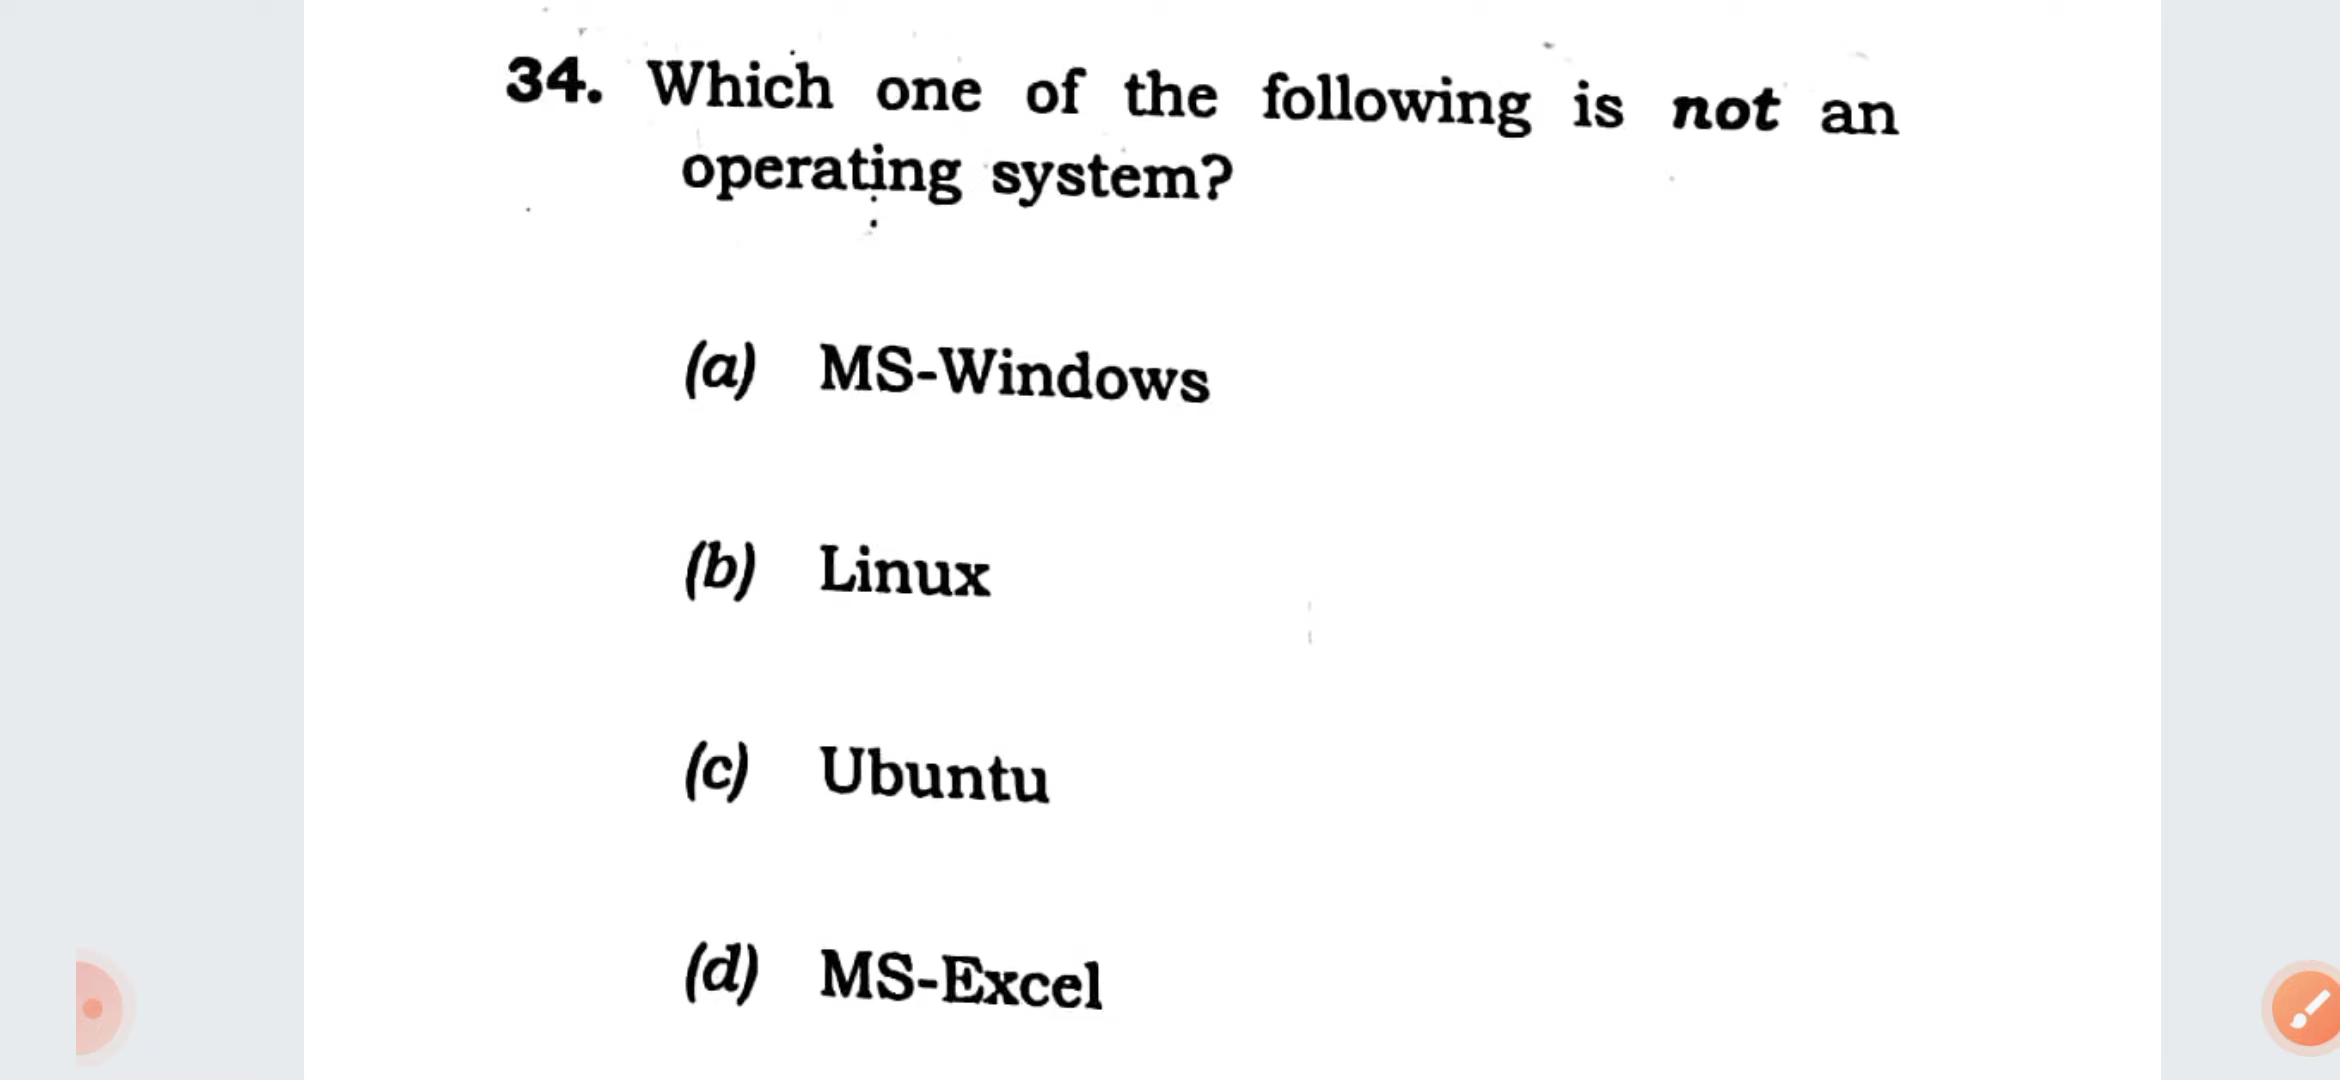 34. Which one of the following is not an
operating system?
(a) MS-Windows
(b) Linux
(c) Ubuntu
(d) MS-Excel